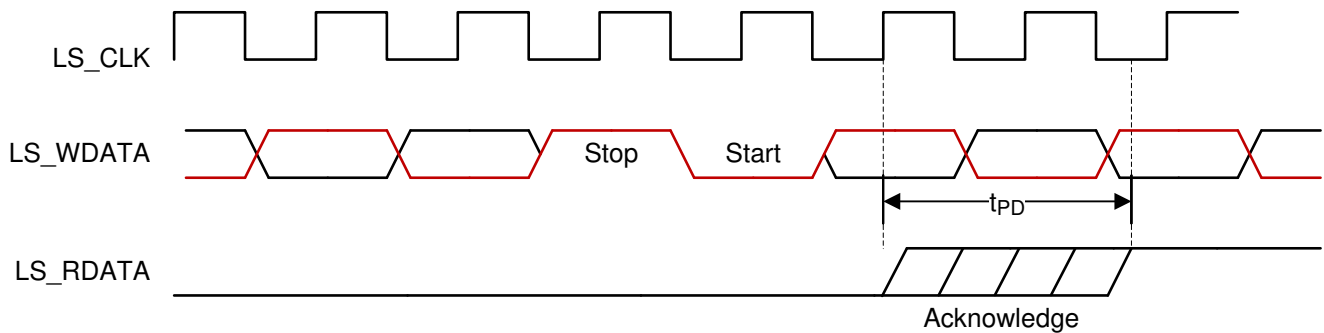 LS_CLK
LS_WDATA
Stop
Start
tPD
LS_RDATA
Acknowledge